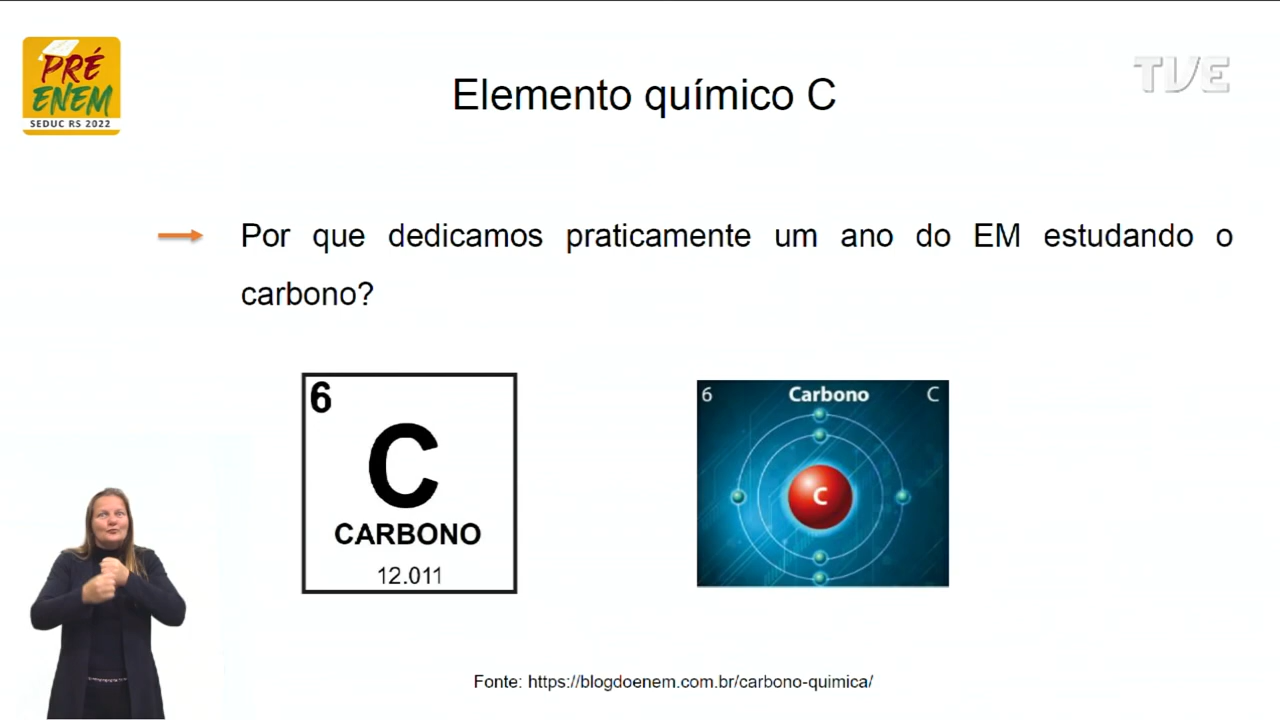 PRÉ
ENEM
SEDUC RS 2022
TVE
Elemento químico C
Por que dedicamos praticamente um ano do EM estudando o
carbono?
6
C
CARBONO
12.011
6 Carbono C
C
Fonte: https://blogdoenem.com.br/carbono-quimica/